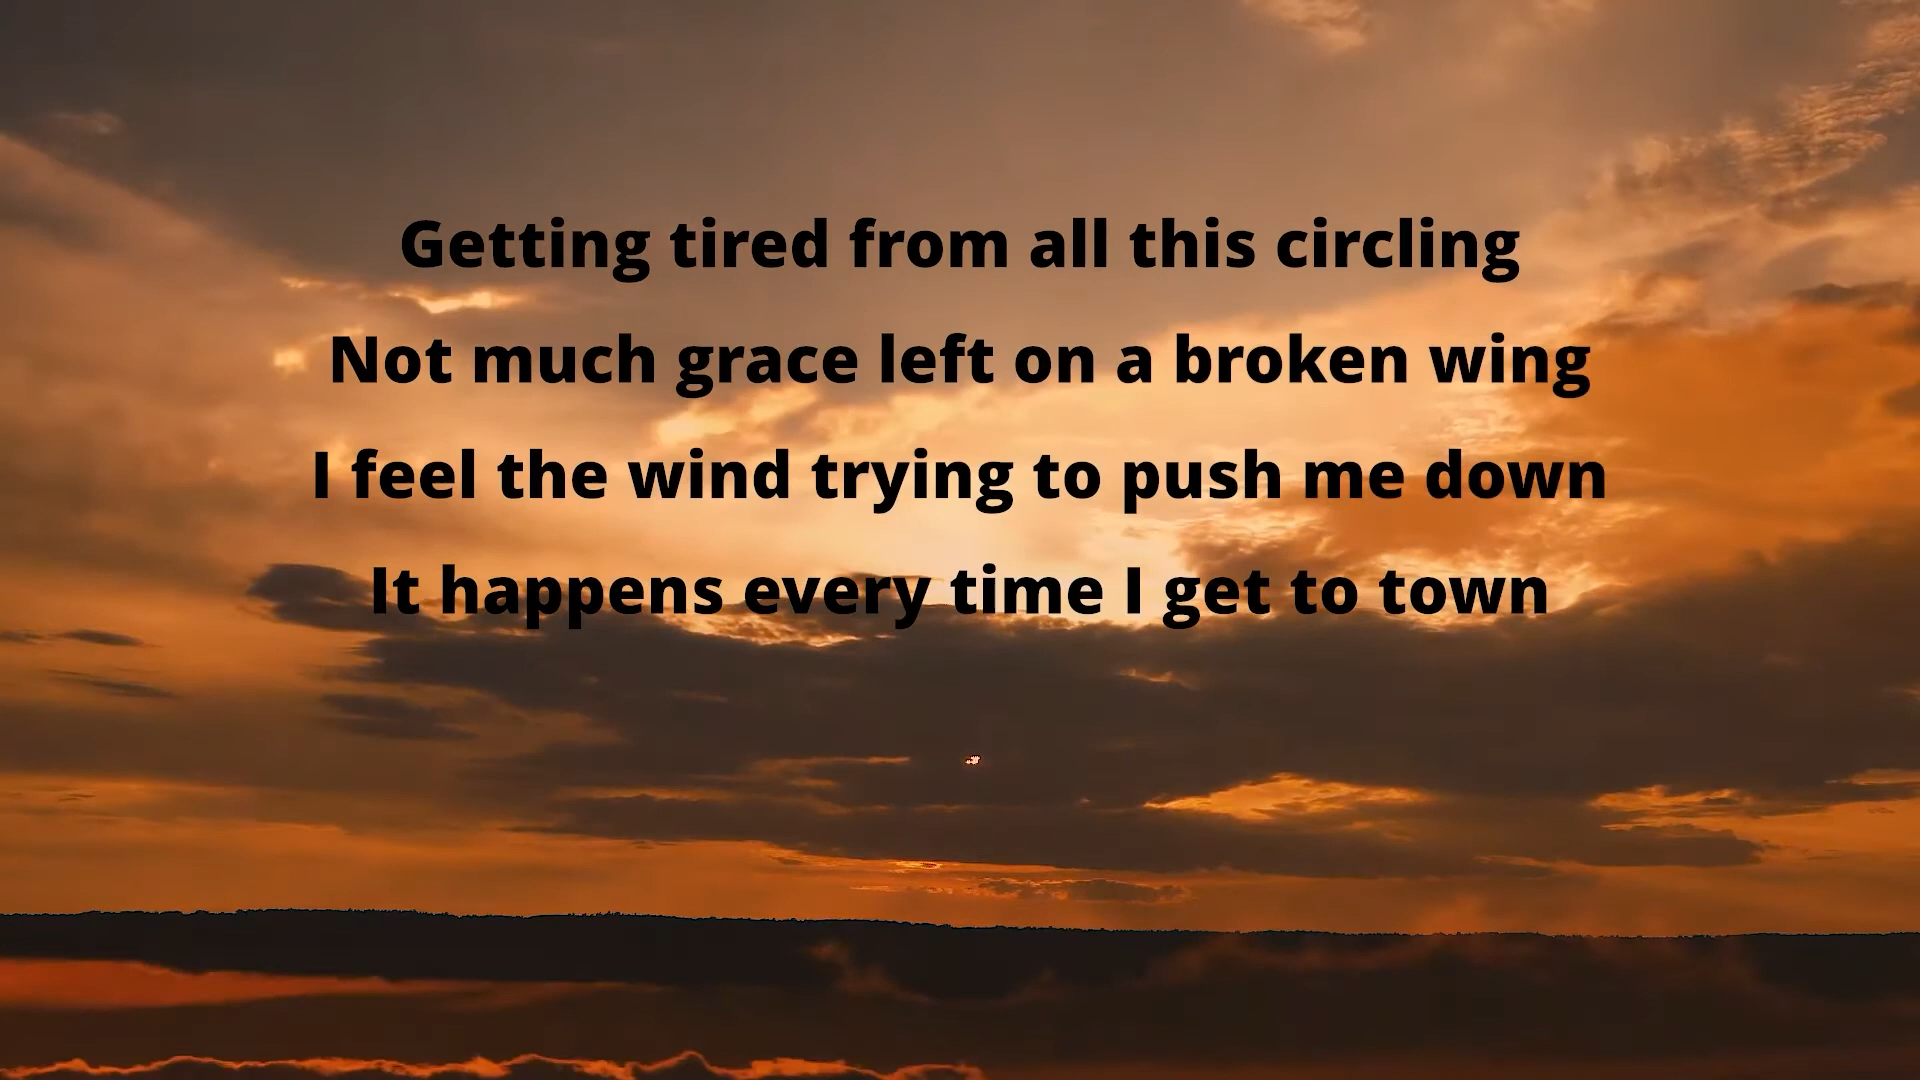 Getting tired from all this circling
Not much grace left on a broken wing
I feel the wind trying to push me down
It happens every time I get to town